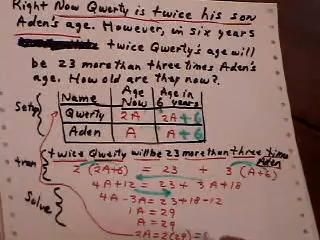 Right Now Qwerty is twice his son
Aden's age. However, in six years
twice Qwerty's age will
be 23 more than three times Aden's
age. How old are they now?
Setup
Name Age Now Age in 6 years
Qwerty 2A 2A+6
Aden A A+6
tran
twice Qwerty will be 23 more than three times Aden
2 (2A+6) = 23 + 3 (A+6)
4A+12 = 23 + 3A+18
Solve
4A-3A = 23+18-12
1A = 29
A = 29
2A = 2(29) =